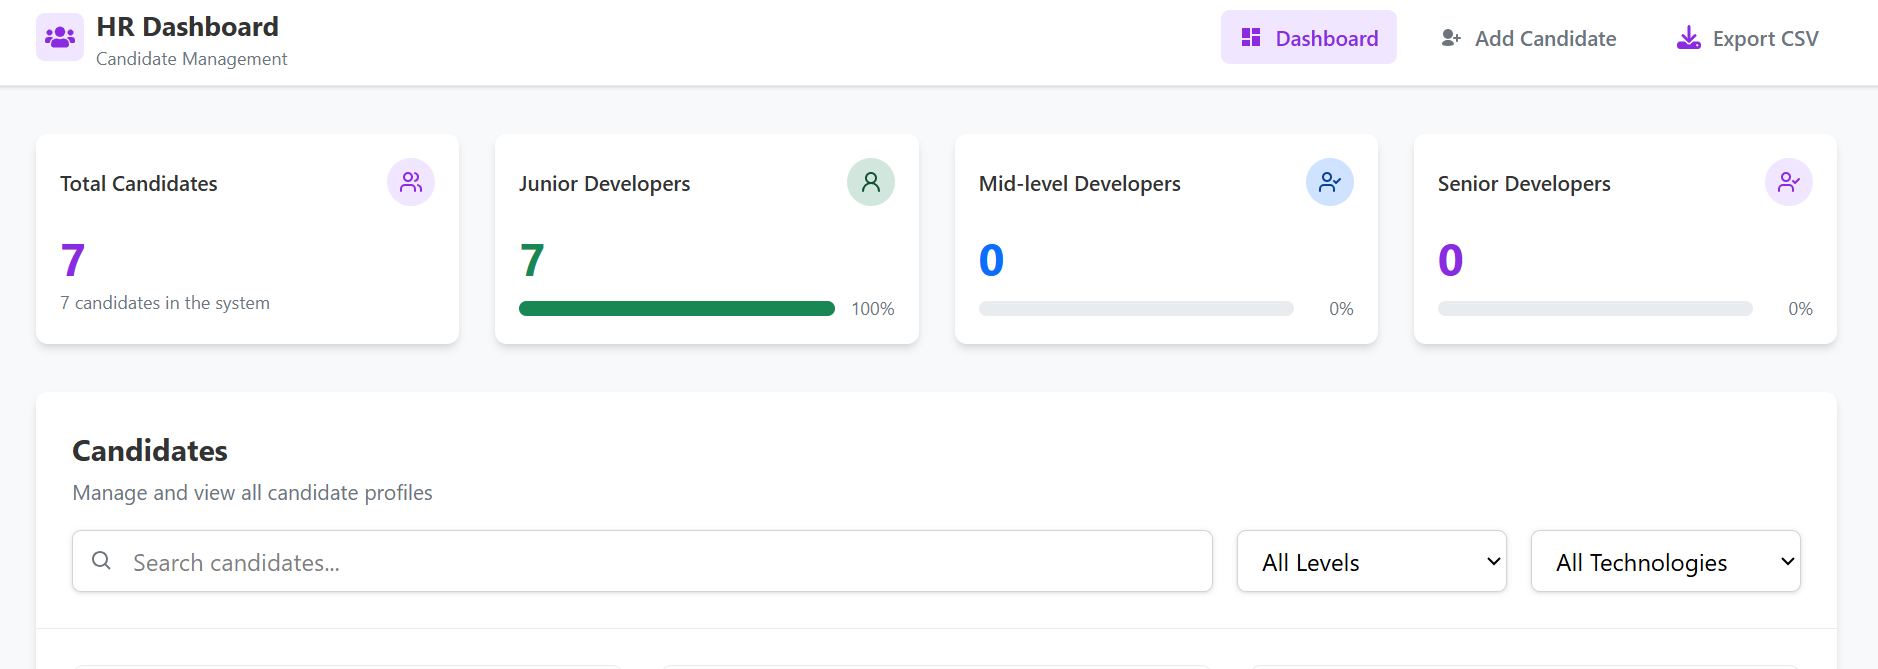 HR Dashboard
Candidate Management
Dashboard
Add Candidate
Export CSV
Total Candidates
7
7 candidates in the system
Junior Developers
7
100%
Mid-level Developers
0
0%
Senior Developers
0
0%
Candidates
Manage and view all candidate profiles
Search candidates...
All Levels
All Technologies